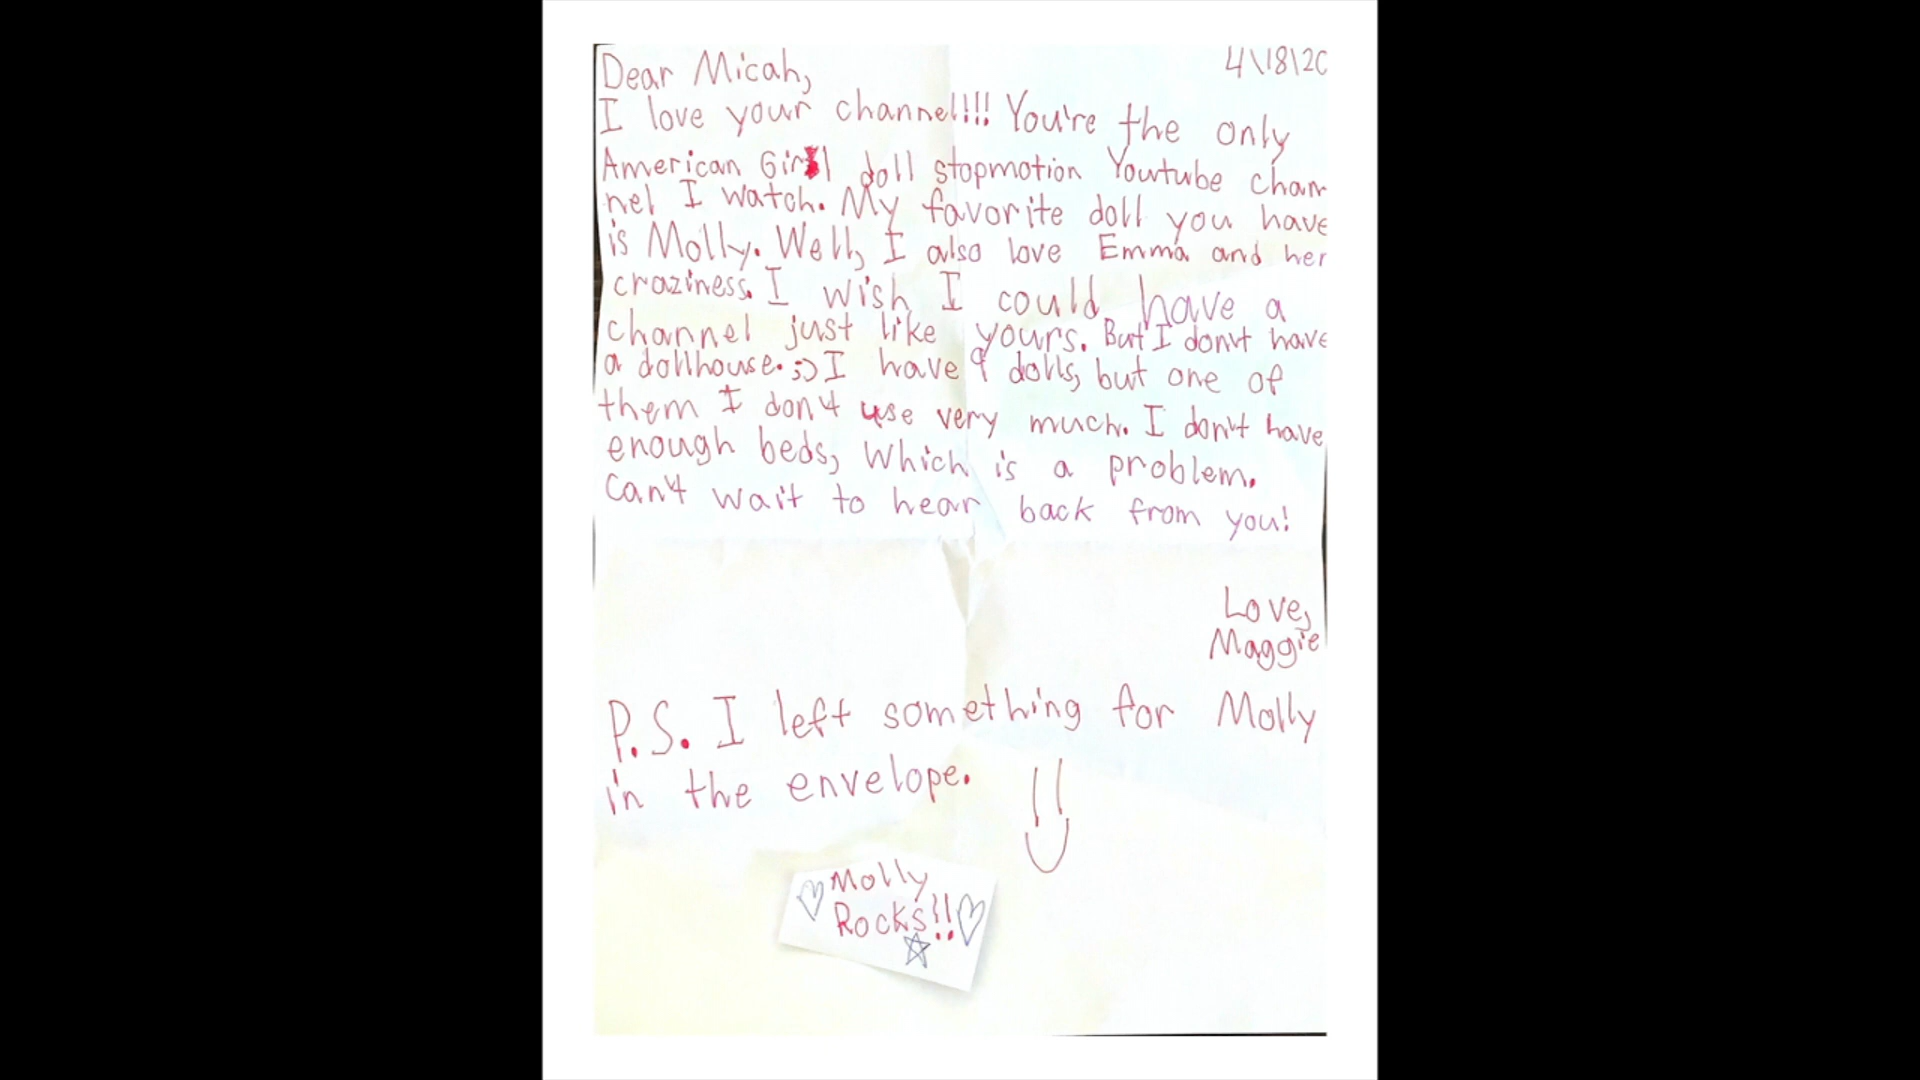 Dear Micah, 4\18\20
I love your channel!!! You're the only
American Girl doll stopmotion Youtube chan
nel I watch. My favorite doll you have
is Molly. Well, I also love Emma and her
craziness. I wish I could have a
channel just like yours. But I don't have
a dollhouse. ;) I have 9 dolls, but one of
them I don't use very much. I don't have
enough beds, which is a problem.
Can't wait to hear back from you!
Love,
Maggie
P.S. I left something for Molly
in the envelope.
Molly
Rocks!!